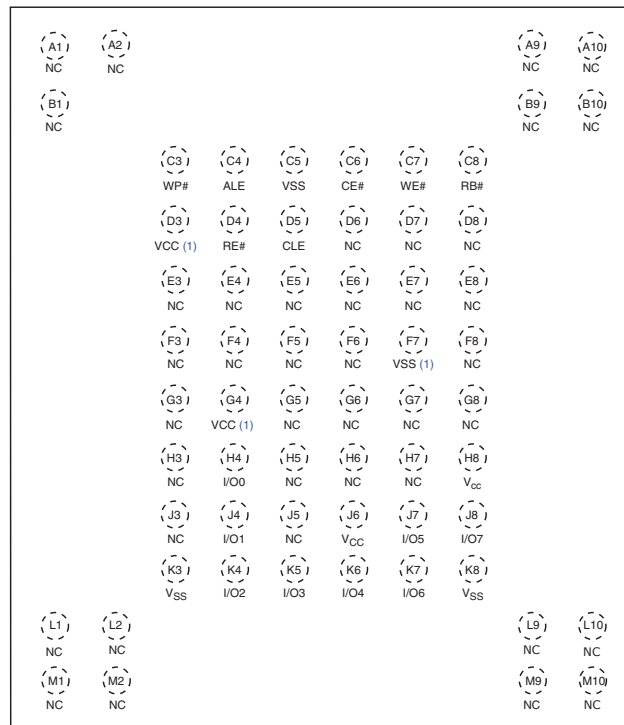 A1 A2 A9 A10
NC NC NC NC
B1 B9 B10
NC NC NC
C3 C4 C5 C6 C7 C8
WP# ALE VSS CE# WE# RB#
D3 D4 D5 D6 D7 D8
VCC (1) RE# CLE NC NC NC
E3 E4 E5 E6 E7 E8
NC NC NC NC NC NC
F3 F4 F5 F6 F7 F8
NC NC NC NC VSS (1) NC
G3 G4 G5 G6 G7 G8
NC VCC (1) NC NC NC NC
H3 H4 H5 H6 H7 H8
NC I/O0 NC NC NC Vcc
J3 J4 J5 J6 J7 J8
NC I/O1 NC VCC I/O5 I/O7
K3 K4 K5 K6 K7 K8
VSS I/O2 I/O3 I/O4 I/O6 VSS
L1 L2 L9 L10
NC NC NC NC
M1 M2 M9 M10
NC NC NC NC